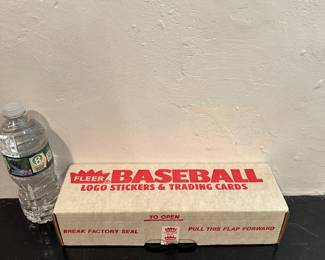 FLEER BASEBALL
LOGO STICKERS & TRADING CARDS
TO OPEN
BREAK FACTORY SEAL
PULL THIS FLAP FORWARD